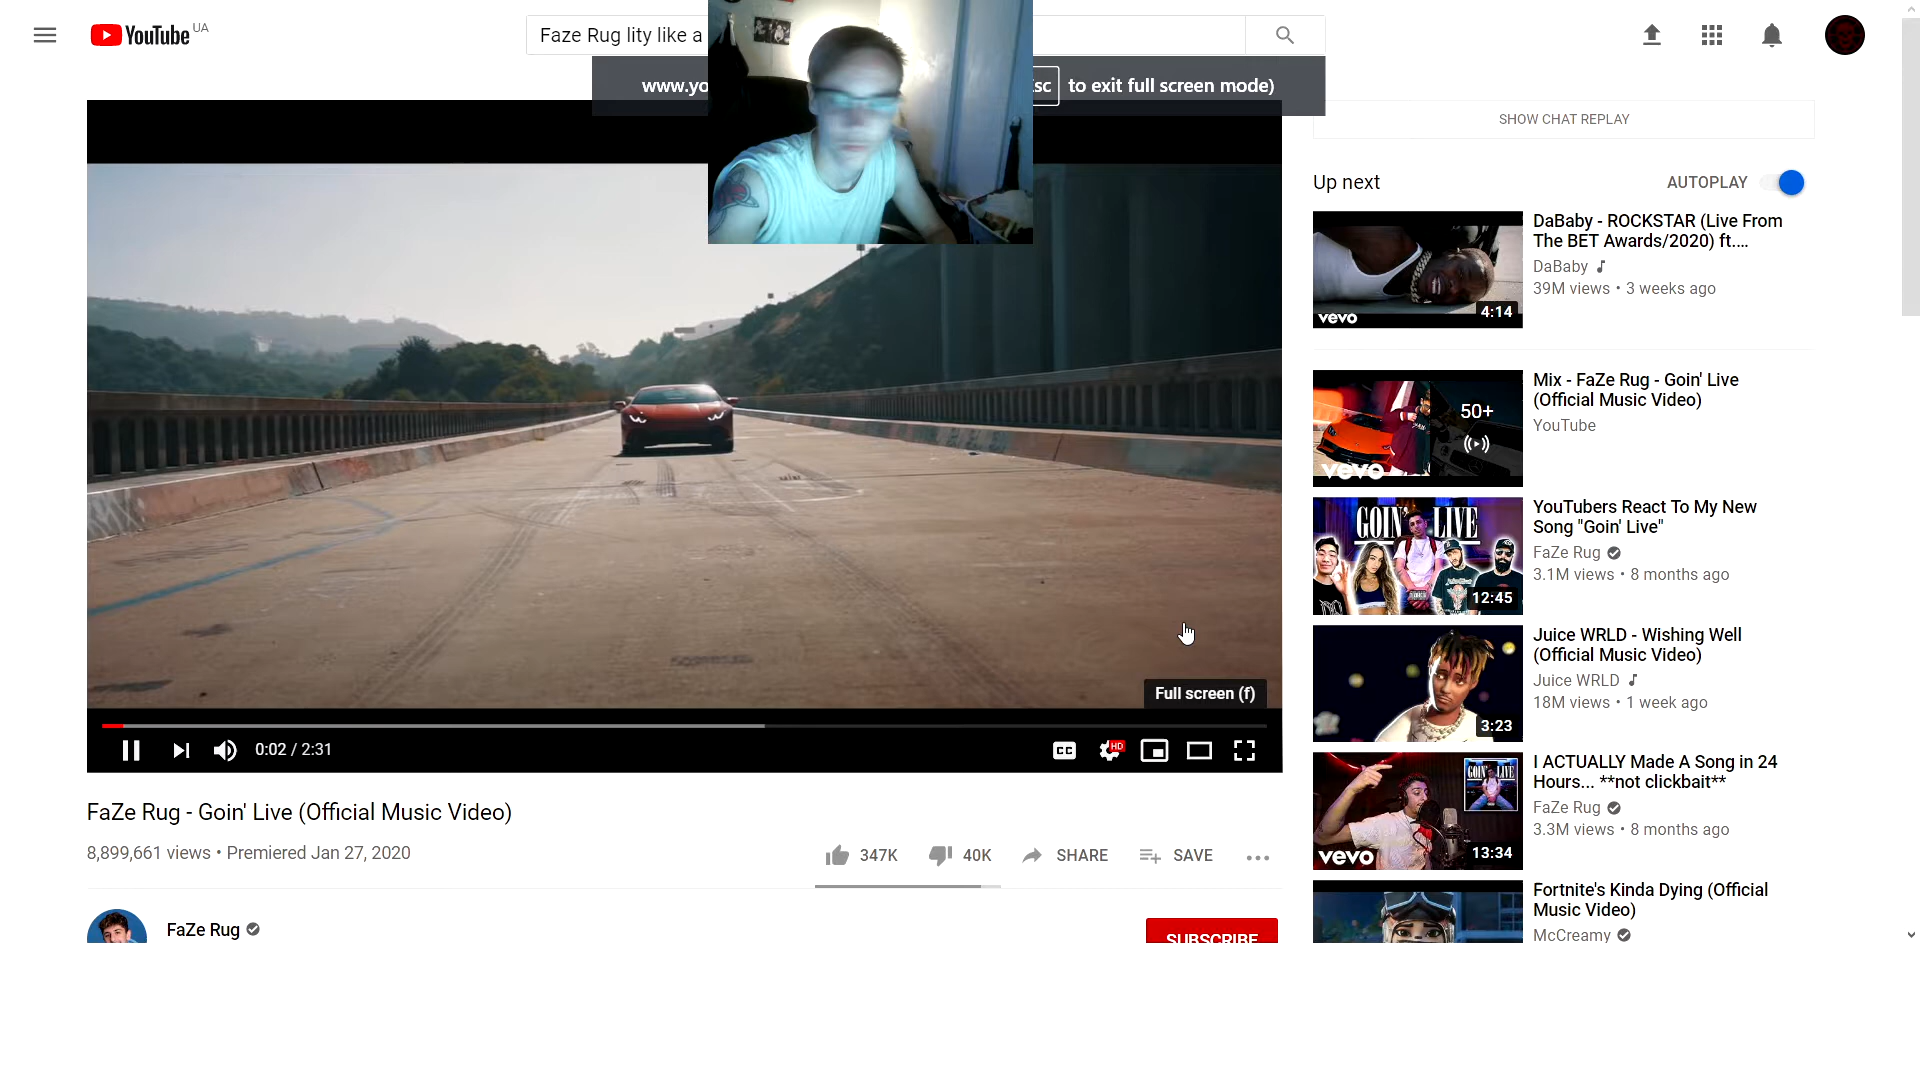 YouTube UA
Faze Rug lity like a
www.yo
sc to exit full screen mode)
SHOW CHAT REPLAY
Up next
AUTOPLAY
DaBaby - ROCKSTAR (Live From
The BET Awards/2020) ft....
DaBaby
39M views • 3 weeks ago
vevo
4:14
Mix - FaZe Rug - Goin' Live
(Official Music Video)
YouTube
50+
vevo
YouTubers React To My New
Song "Goin' Live"
FaZe Rug
3.1M views • 8 months ago
GOIN' LIVE
12:45
Juice WRLD - Wishing Well
(Official Music Video)
Juice WRLD
18M views • 1 week ago
3:23
I ACTUALLY Made A Song in 24
Hours... **not clickbait**
FaZe Rug
3.3M views • 8 months ago
GOIN' LIVE
vevo
13:34
Fortnite's Kinda Dying (Official
Music Video)
McCreamy
Full screen (f)
0:02 / 2:31
CC
HD
FaZe Rug - Goin' Live (Official Music Video)
8,899,661 views • Premiered Jan 27, 2020
347K
40K
SHARE
SAVE
FaZe Rug
SUBSCRIBE